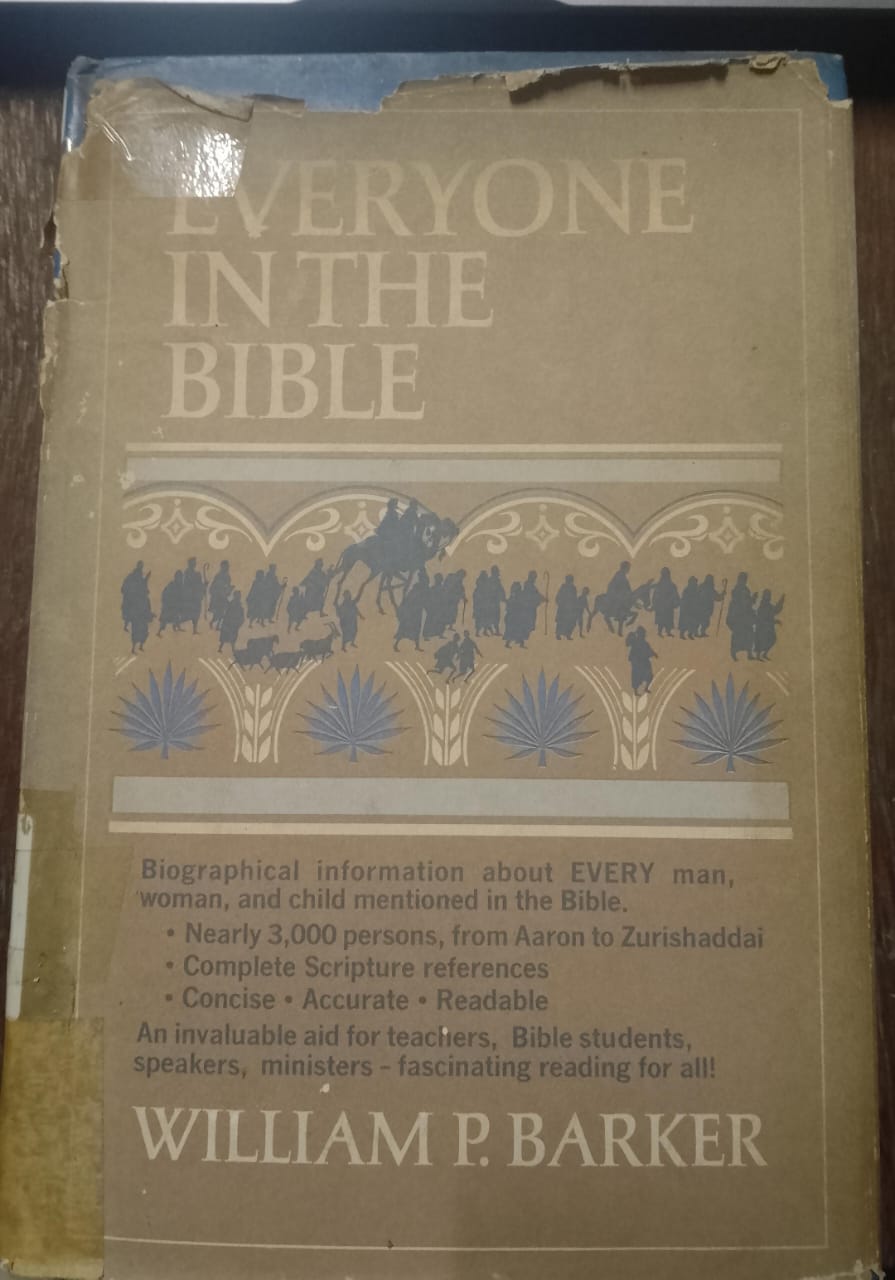 EVERYONE
IN THE
BIBLE
Biographical information about EVERY man,
woman, and child mentioned in the Bible.
• Nearly 3,000 persons, from Aaron to Zurishaddai
• Complete Scripture references
• Concise • Accurate • Readable
An invaluable aid for teachers, Bible students,
speakers, ministers – fascinating reading for all!
WILLIAM P. BARKER